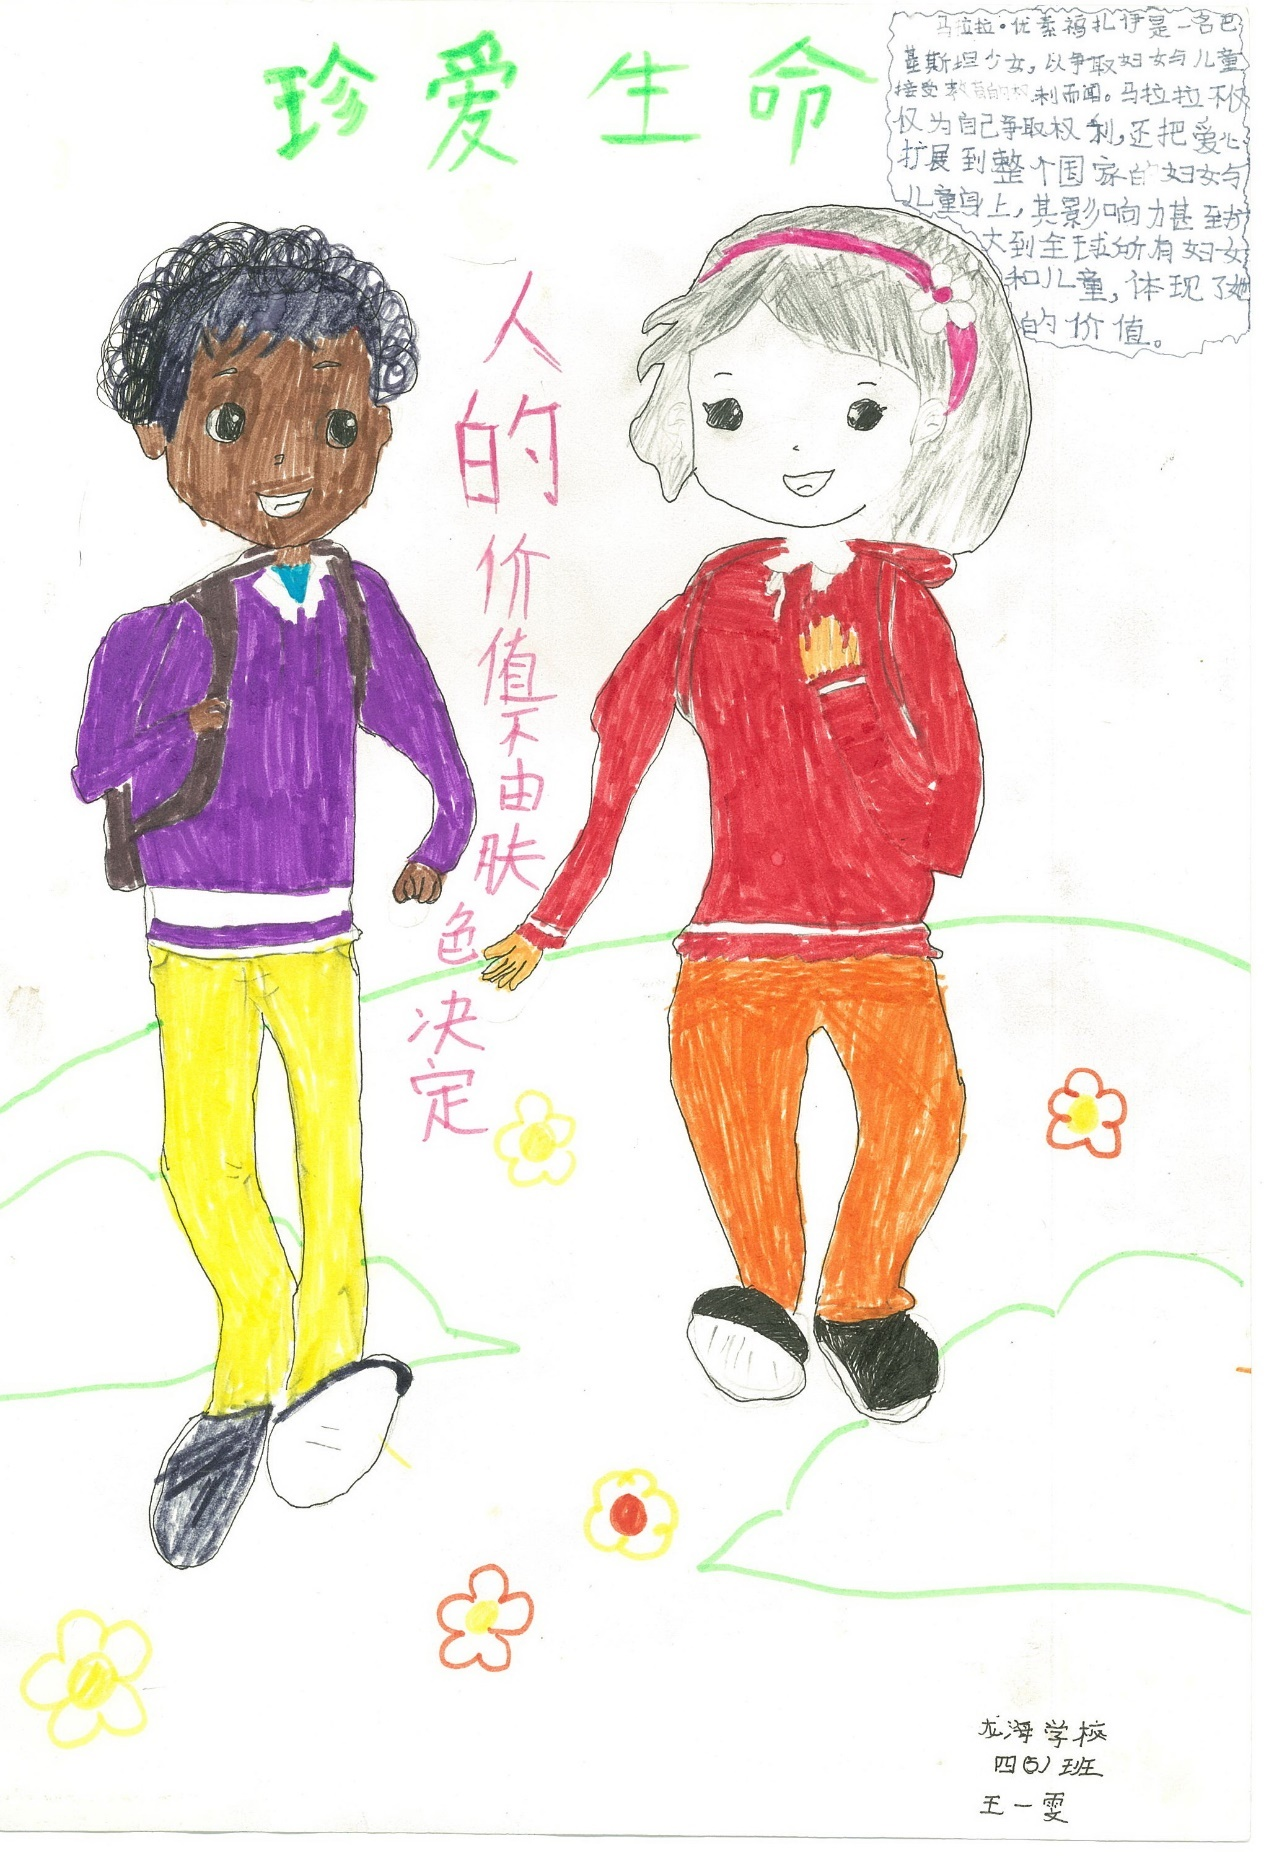 珍爱生命
马拉拉·优素福扎伊是一名巴
基斯坦少女，以争取妇女与儿童
接受教育的权利而闻。马拉拉不仅
仅为自己争取权利，还把爱心
扩展到整个国家的妇女与
儿童身上，其影响力甚至扩
大到全球所有妇女
和儿童，体现了她
的价值。
人的价值不由肤色决定
龙海学校
四(5)班
王一雯